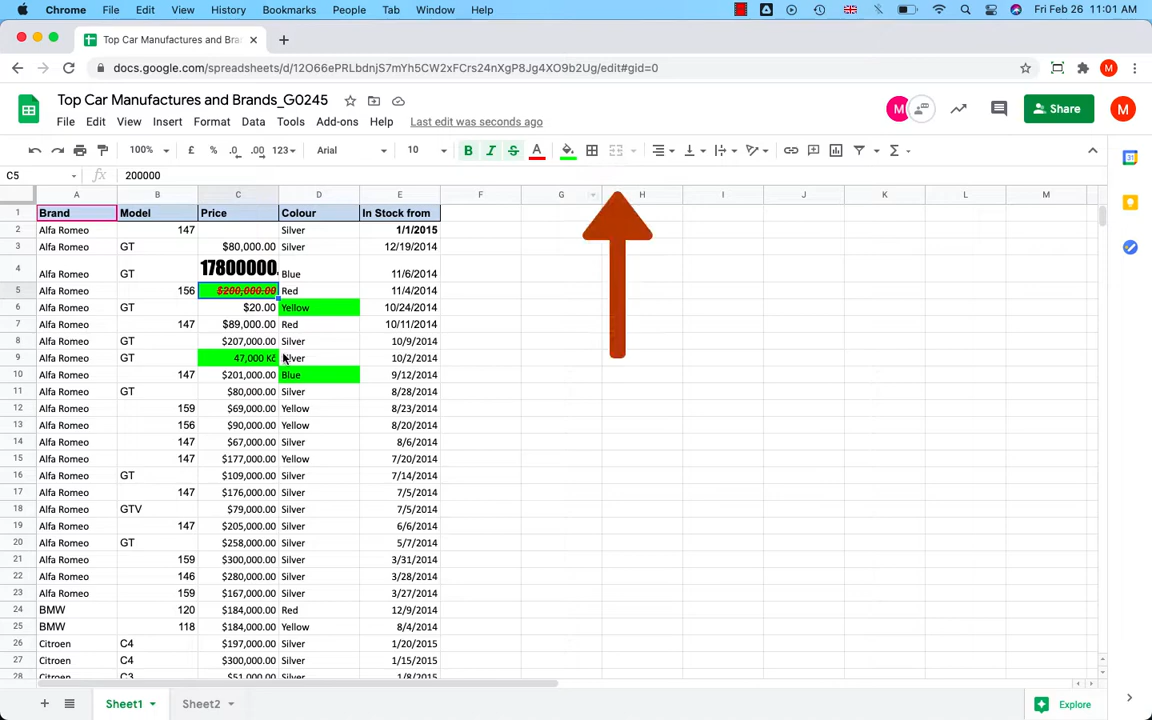 Chrome File Edit View History Bookmarks People Tab Window Help Fri Feb 26 11:01 AM
Top Car Manufactures and Bra
docs.google.com/spreadsheets/d/12O66ePRLbdnjS7mYh5CW2xFCrs24nXgP8Jg4XO9b2Ug/edit#gid=0 M
Top Car Manufactures and Brands_G0245 M Share M
File Edit View Insert Format Data Tools Add-ons Help Last edit was seconds ago
100% £ % .0 .00 123 Arial 10 B I S A Σ
C5 fx 200000
A B C D E F G H I J K L M
1 Brand Model Price Colour In Stock from
2 Alfa Romeo 147 Silver 1/1/2015
3 Alfa Romeo GT $80,000.00 Silver 12/19/2014
4 Alfa Romeo GT 17800000. Blue 11/6/2014
5 Alfa Romeo 156 $200,000.00 Red 11/4/2014
6 Alfa Romeo GT $20.00 Yellow 10/24/2014
7 Alfa Romeo 147 $89,000.00 Red 10/11/2014
8 Alfa Romeo GT $207,000.00 Silver 10/9/2014
9 Alfa Romeo GT 47,000 Kč Silver 10/2/2014
10 Alfa Romeo 147 $201,000.00 Blue 9/12/2014
11 Alfa Romeo GT $80,000.00 Silver 8/28/2014
12 Alfa Romeo 159 $69,000.00 Yellow 8/23/2014
13 Alfa Romeo 156 $90,000.00 Yellow 8/20/2014
14 Alfa Romeo 147 $67,000.00 Silver 8/6/2014
15 Alfa Romeo 147 $177,000.00 Yellow 7/20/2014
16 Alfa Romeo GT $109,000.00 Silver 7/14/2014
17 Alfa Romeo 147 $176,000.00 Silver 7/5/2014
18 Alfa Romeo GTV $79,000.00 Silver 7/5/2014
19 Alfa Romeo 147 $205,000.00 Silver 6/6/2014
20 Alfa Romeo GT $258,000.00 Silver 5/7/2014
21 Alfa Romeo 159 $300,000.00 Silver 3/31/2014
22 Alfa Romeo 146 $280,000.00 Silver 3/28/2014
23 Alfa Romeo 159 $167,000.00 Silver 3/27/2014
24 BMW 120 $184,000.00 Red 12/9/2014
25 BMW 118 $184,000.00 Yellow 8/4/2014
26 Citroen C4 $197,000.00 Silver 1/20/2015
27 Citroen C4 $300,000.00 Silver 1/15/2015
28 Citroen C3 $51,000.00 Silver 1/8/2015
Sheet1 Sheet2 Explore